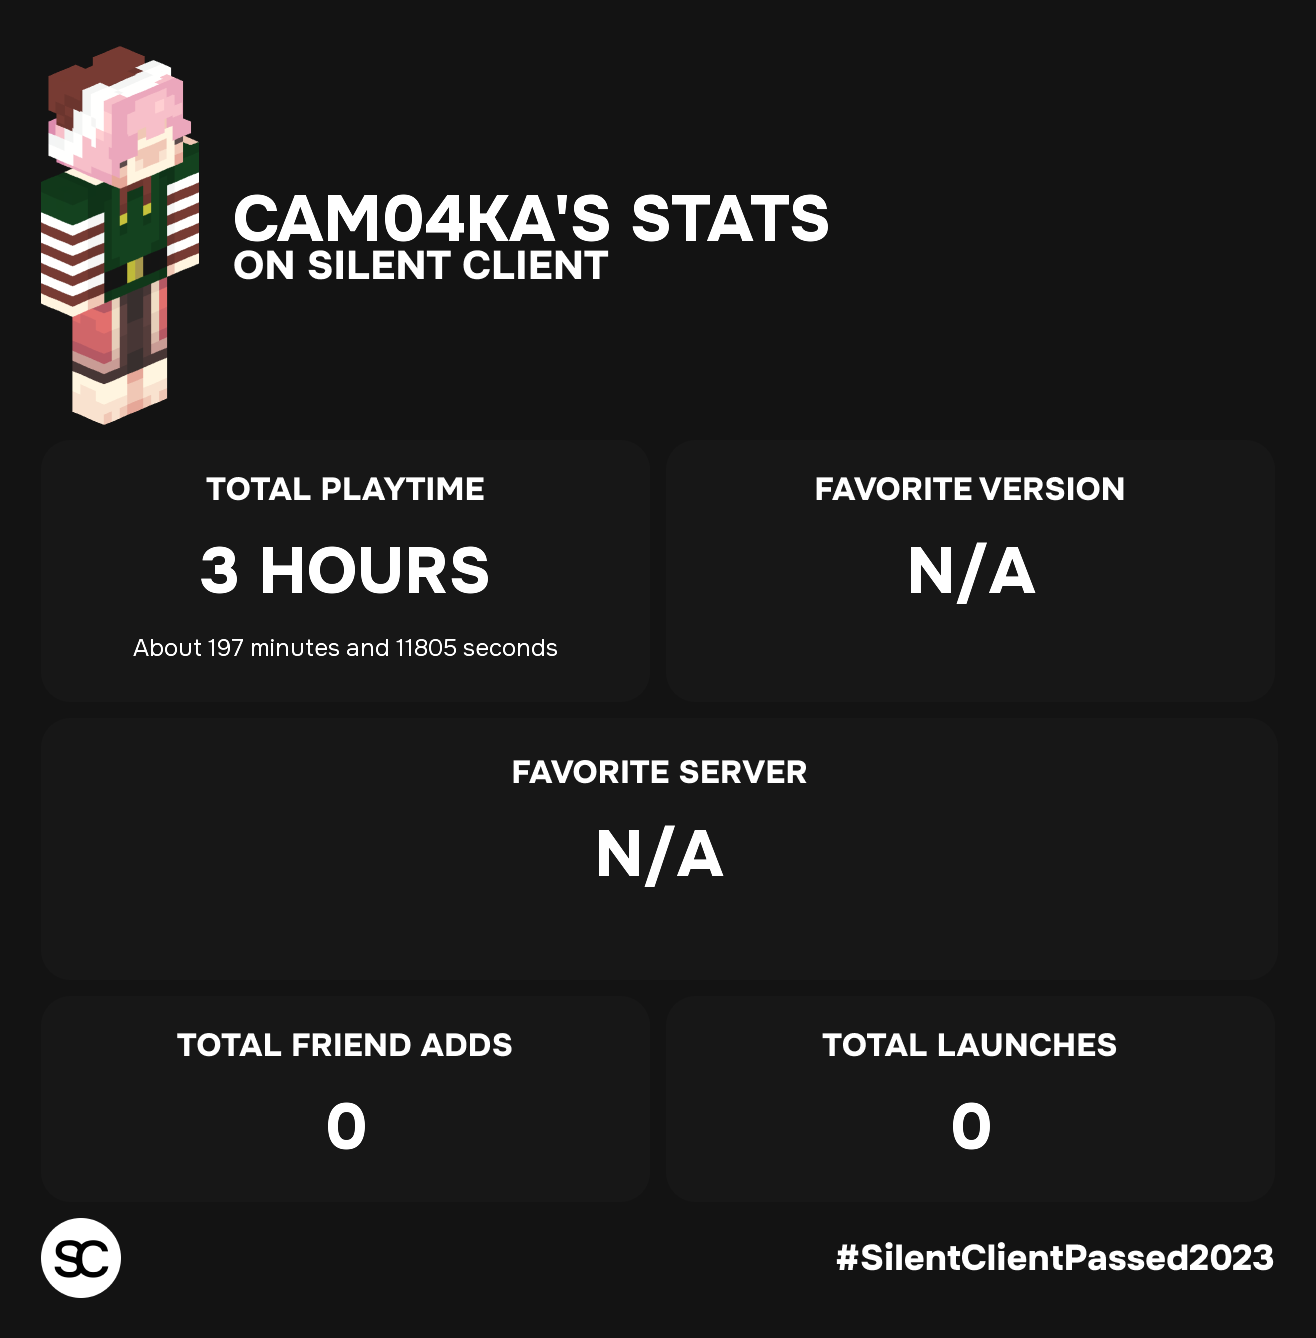 CAM04KA'S STATS
ON SILENT CLIENT
TOTAL PLAYTIME
3 HOURS
About 197 minutes and 11805 seconds
FAVORITE VERSION
N/A
FAVORITE SERVER
N/A
TOTAL FRIEND ADDS
0
TOTAL LAUNCHES
0
SC
#SilentClientPassed2023